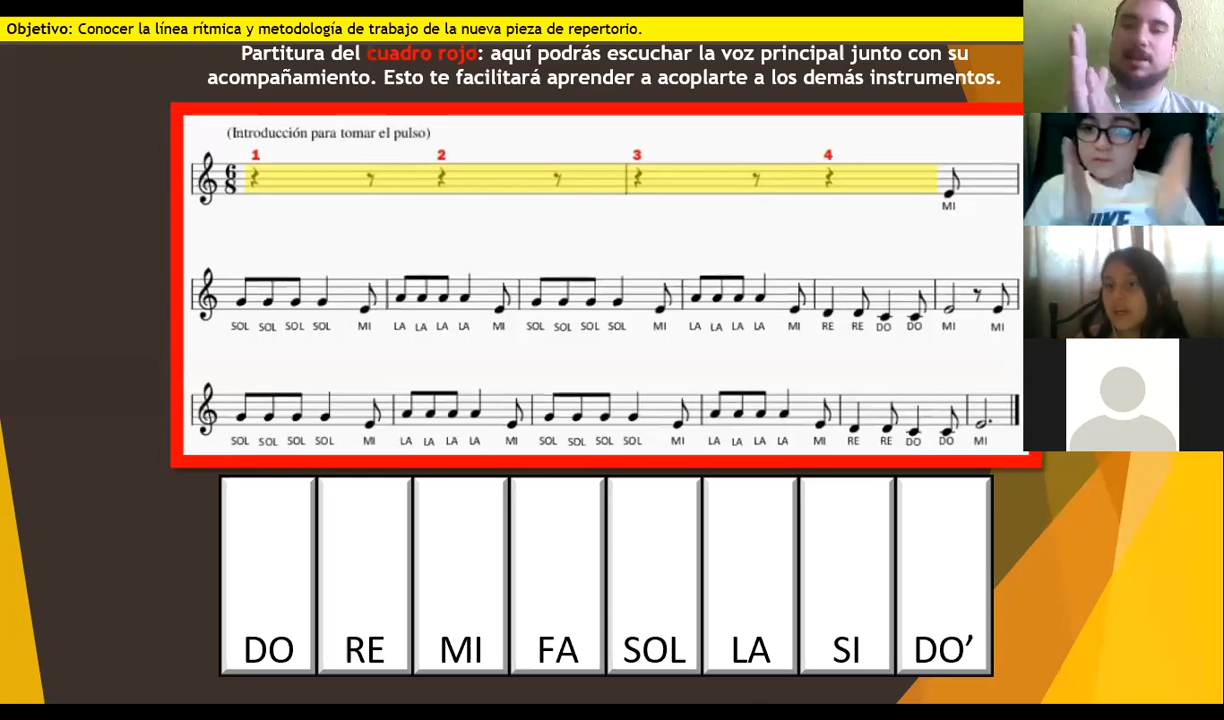 Objetivo: Conocer la línea rítmica y metodología de trabajo de la nueva pieza de repertorio.
Partitura del cuadro rojo: aquí podrás escuchar la voz principal junto con su
acompañamiento. Esto te facilitará aprender a acoplarte a los demás instrumentos.
(Introducción para tomar el pulso)
1 2 3 4
6
8
MI
SOL SOL SOL SOL MI LA LA LA LA MI SOL SOL SOL SOL MI LA LA LA LA MI RE RE DO DO MI MI
SOL SOL SOL SOL MI LA LA LA LA MI SOL SOL SOL SOL MI LA LA LA LA MI RE RE DO DO MI
DO RE MI FA SOL LA SI DO’
NIKE